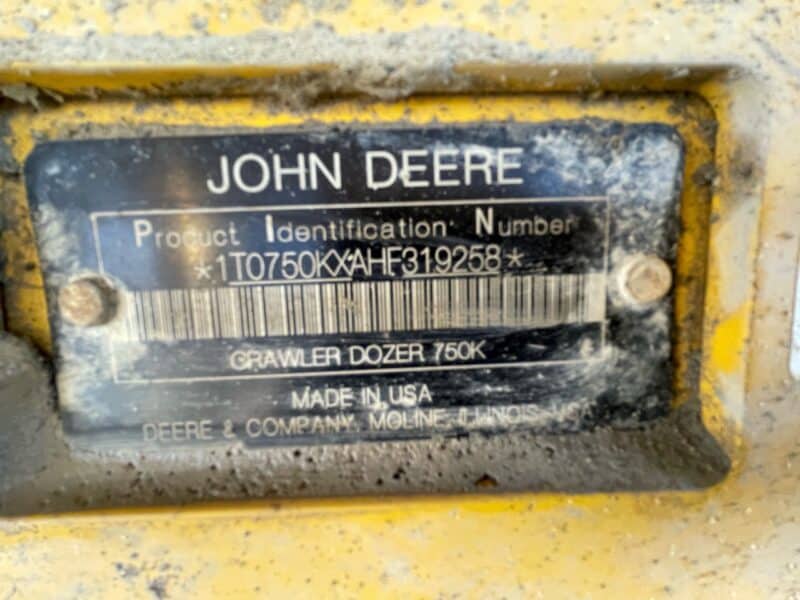 JOHN DEERE
Product Identification Number
*1T0750KXAHF319258*
CRAWLER DOZER 750K
MADE IN USA
DEERE & COMPANY, MOLINE, ILLINOIS, USA